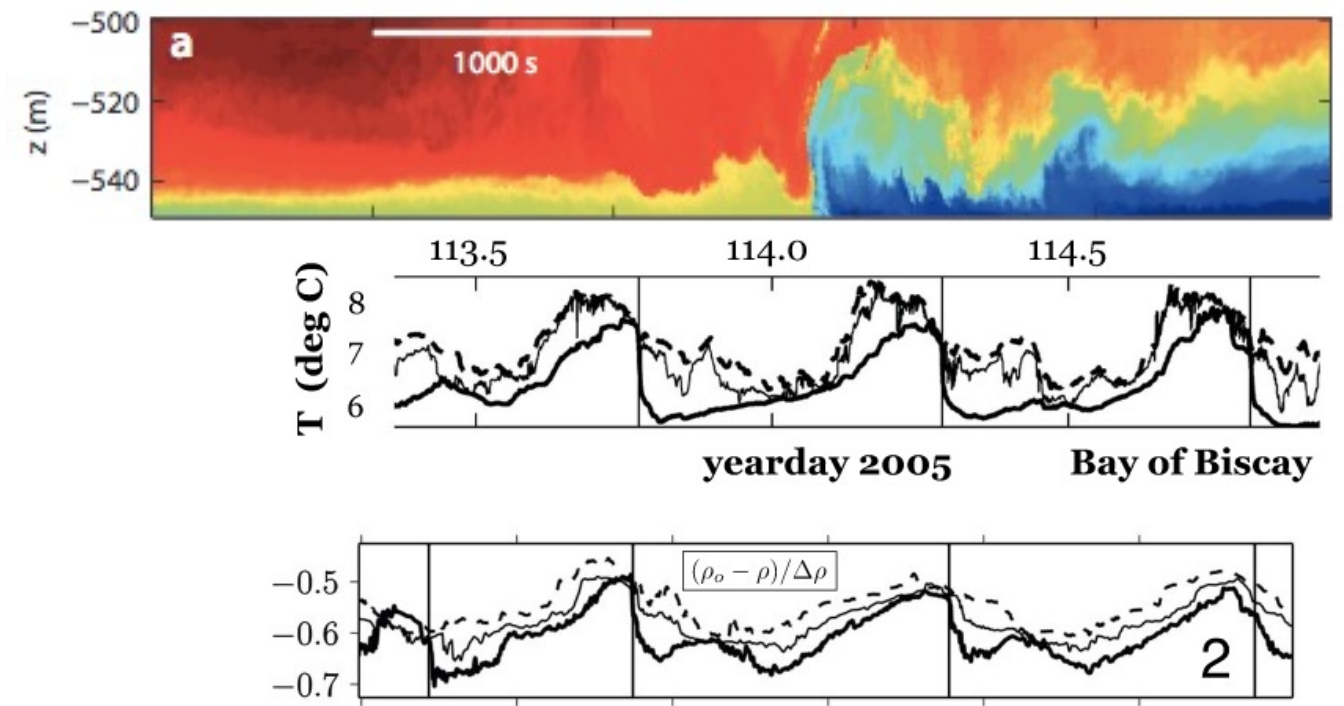 a
1000 s
z (m)
−500
−520
−540
113.5 114.0 114.5
T (deg C)
8
7
6
yearday 2005 Bay of Biscay
(ρₒ − ρ)/Δρ
−0.5
−0.6
−0.7
2